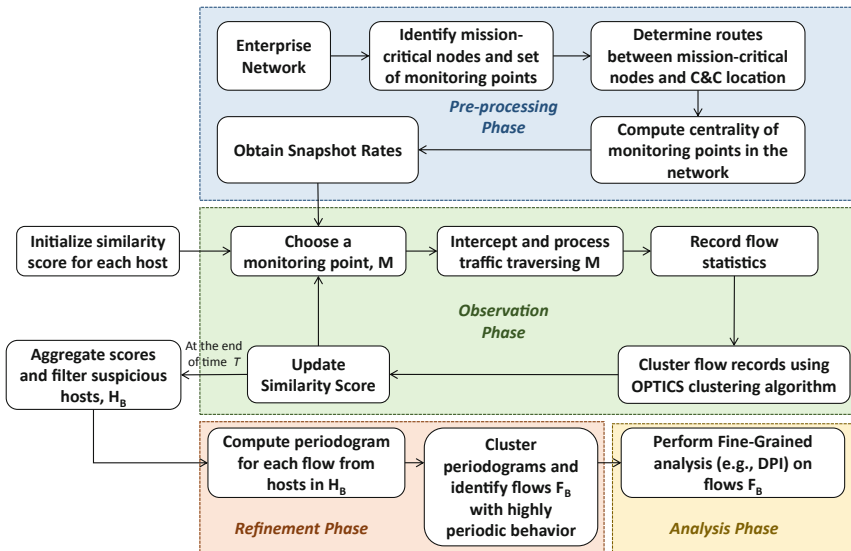 Enterprise
Network
Identify mission-
critical nodes and set
of monitoring points
Determine routes
between mission-critical
nodes and C&C location
Pre-processing
Phase
Obtain Snapshot Rates
Compute centrality of
monitoring points in the
network
Initialize similarity
score for each host
Choose a
monitoring point, M
Intercept and process
traffic traversing M
Record flow
statistics
Observation
Phase
At the end
of time T
Aggregate scores
and filter suspicious
hosts, H_B
Update
Similarity Score
Cluster flow records using
OPTICS clustering algorithm
Compute periodogram
for each flow from
hosts in H_B
Cluster
periodograms and
identify flows F_B
with highly
periodic behavior
Perform Fine-Grained
analysis (e.g., DPI) on
flows F_B
Refinement Phase
Analysis Phase